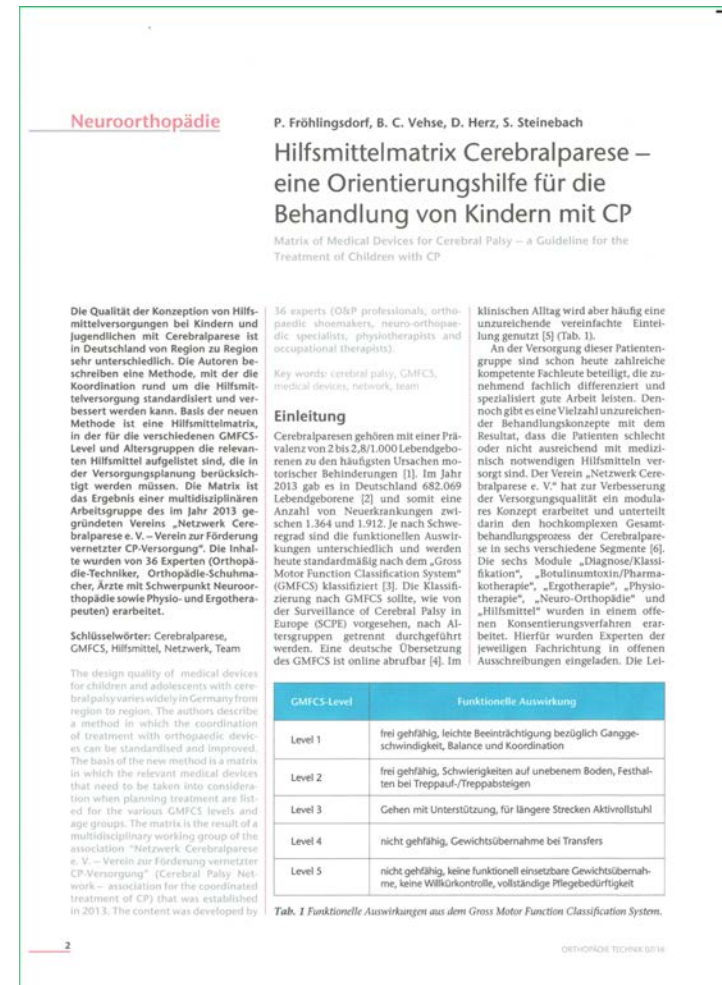 Neuroorthopädie
P. Fröhlingsdorf, B. C. Vehse, D. Herz, S. Steinebach
Hilfsmittelmatrix Cerebralparese –
eine Orientierungshilfe für die
Behandlung von Kindern mit CP
Matrix of Medical Devices for Cerebral Palsy – a Guideline for the
Treatment of Children with CP
Die Qualität der Konzeption von Hilfs-
mittelversorgungen bei Kindern und
Jugendlichen mit Cerebralparese ist
in Deutschland von Region zu Region
sehr unterschiedlich. Die Autoren be-
schreiben eine Methode, mit der die
Koordination rund um die Hilfsmit-
telversorgung standardisiert und ver-
bessert werden kann. Basis der neuen
Methode ist eine Hilfsmittelmatrix,
in der für die verschiedenen GMFCS-
Level und Altersgruppen die relevan-
ten Hilfsmittel aufgelistet sind, die in
der Versorgungsplanung berücksich-
tigt werden müssen. Die Matrix ist
das Ergebnis einer multidisziplinären
Arbeitsgruppe des im Jahr 2013 ge-
gründeten Vereins „Netzwerk Cere-
bralparese e. V. – Verein zur Förderung
vernetzter CP-Versorgung“. Die Inhal-
te wurden von 36 Experten (Orthopä-
die-Techniker, Orthopädie-Schuhma-
cher, Ärzte mit Schwerpunkt Neuroor-
thopädie sowie Physio- und Ergothera-
peuten) erarbeitet.
Schlüsselwörter: Cerebralparese,
GMFCS, Hilfsmittel, Netzwerk, Team
The design quality of medical devices
for children and adolescents with cere-
bral palsy varies widely in Germany from
region to region. The authors describe
a method in which the coordination
of treatment with orthopaedic devic-
es can be standardised and improved.
The basis of the new method is a matrix
in which the relevant medical devices
that need to be taken into considera-
tion when planning treatment are list-
ed for the various GMFCS levels and
age groups. The matrix is the result of a
multidisciplinary working group of the
association “Netzwerk Cerebralparese
e. V. – Verein zur Förderung vernetzter
CP-Versorgung” (Cerebral Palsy Net-
work – association for the coordinated
treatment of CP) that was established
in 2013. The content was developed by
36 experts (O&P professionals, ortho-
paedic shoemakers, neuro-orthopae-
dic specialists, physiotherapists and
occupational therapists).
Key words: cerebral palsy, GMFCS,
medical devices, network, team
Einleitung
Cerebralparesen gehören mit einer Prä-
valenz von 2 bis 2,8/1.000 Lebendgebo-
renen zu den häufigsten Ursachen mo-
torischer Behinderungen [1]. Im Jahr
2013 gab es in Deutschland 682.069
Lebendgeborene [2] und somit eine
Anzahl von Neuerkrankungen zwi-
schen 1.364 und 1.912. Je nach Schwe-
regrad sind die funktionellen Auswir-
kungen unterschiedlich und werden
heute standardmäßig nach dem „Gross
Motor Function Classification System“
(GMFCS) klassifiziert [3]. Die Klassifi-
zierung nach GMFCS sollte, wie von
der Surveillance of Cerebral Palsy in
Europe (SCPE) vorgesehen, nach Al-
tersgruppen getrennt durchgeführt
werden. Eine deutsche Übersetzung
des GMFCS ist online abrufbar [4]. Im
klinischen Alltag wird aber häufig eine
unzureichende vereinfachte Eintei-
lung genutzt [5] (Tab. 1).
An der Versorgung dieser Patienten-
gruppe sind schon heute zahlreiche
kompetente Fachleute beteiligt, die zu-
nehmend fachlich differenziert und
spezialisiert gute Arbeit leisten. Den-
noch gibt es eine Vielzahl unzureichen-
der Behandlungskonzepte mit dem
Resultat, dass die Patienten schlecht
oder nicht ausreichend mit medizi-
nisch notwendigen Hilfsmitteln ver-
sorgt sind. Der Verein „Netzwerk Cere-
bralparese e. V.“ hat zur Verbesserung
der Versorgungsqualität ein modula-
res Konzept erarbeitet und unterteilt
darin den hochkomplexen Gesamt-
behandlungsprozess der Cerebralpare-
se in sechs verschiedene Segmente [6].
Die sechs Module „Diagnose/Klassi-
fikation“, „Botulinumtoxin/Pharma-
kotherapie“, „Ergotherapie“, „Physio-
therapie“, „Neuro-Orthopädie“ und
„Hilfsmittel“ wurden in einem offe-
nen Konsentierungsverfahren erar-
beitet. Hierfür wurden Experten der
jeweiligen Fachrichtung in offenen
Ausschreibungen eingeladen. Die Lei-
GMFCS-Level Funktionelle Auswirkung
Level 1 frei gehfähig, leichte Beeinträchtigung bezüglich Gangge-
schwindigkeit, Balance und Koordination
Level 2 frei gehfähig, Schwierigkeiten auf unebenem Boden, Festhal-
ten bei Treppauf-/Treppabsteigen
Level 3 Gehen mit Unterstützung, für längere Strecken Aktivrollstuhl
Level 4 nicht gehfähig, Gewichtsübernahme bei Transfers
Level 5 nicht gehfähig, keine funktionell einsetzbare Gewichtsübernah-
me, keine Willkürkontrolle, vollständige Pflegebedürftigkeit
Tab. 1 Funktionelle Auswirkungen aus dem Gross Motor Function Classification System.
2
ORTHOPÄDIE TECHNIK 07/16